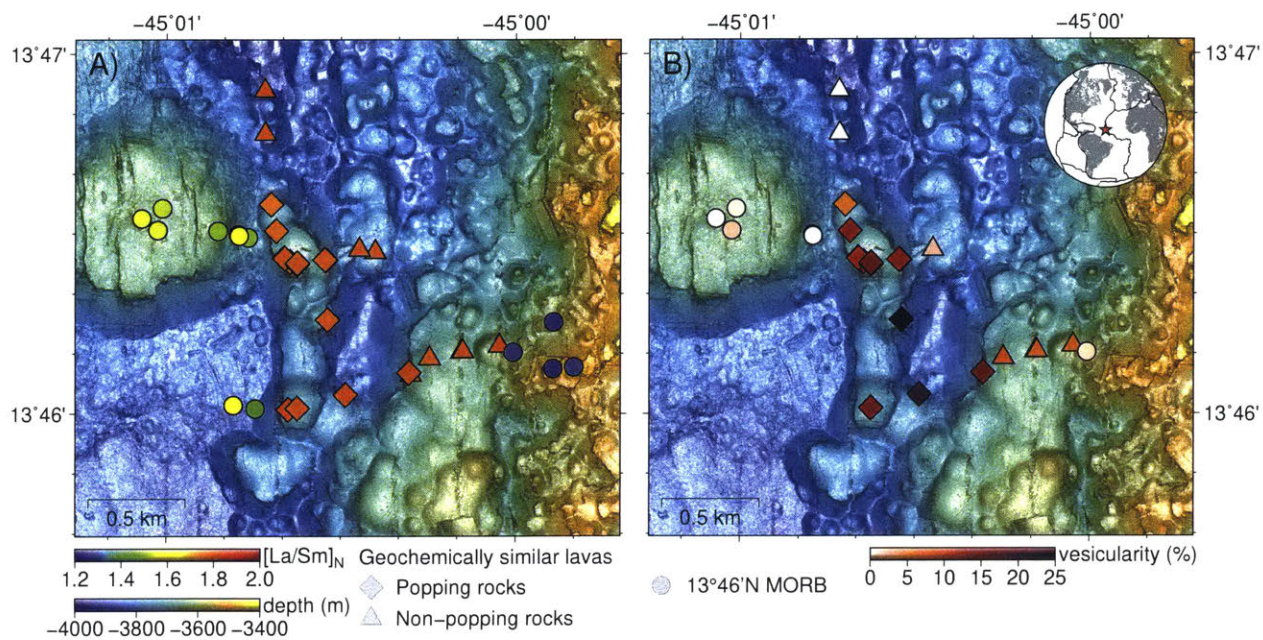 −45°01' −45°00' −45°01' −45°00'
A) B)
13°47' 13°47'
13°46' 13°46'
0.5 km 0.5 km
[La/Sm]N
1.2 1.4 1.6 1.8 2.0
depth (m)
−4000 −3800 −3600 −3400
Geochemically similar lavas
Popping rocks
Non−popping rocks
vesicularity (%)
0 5 10 15 20 25
13°46'N MORB